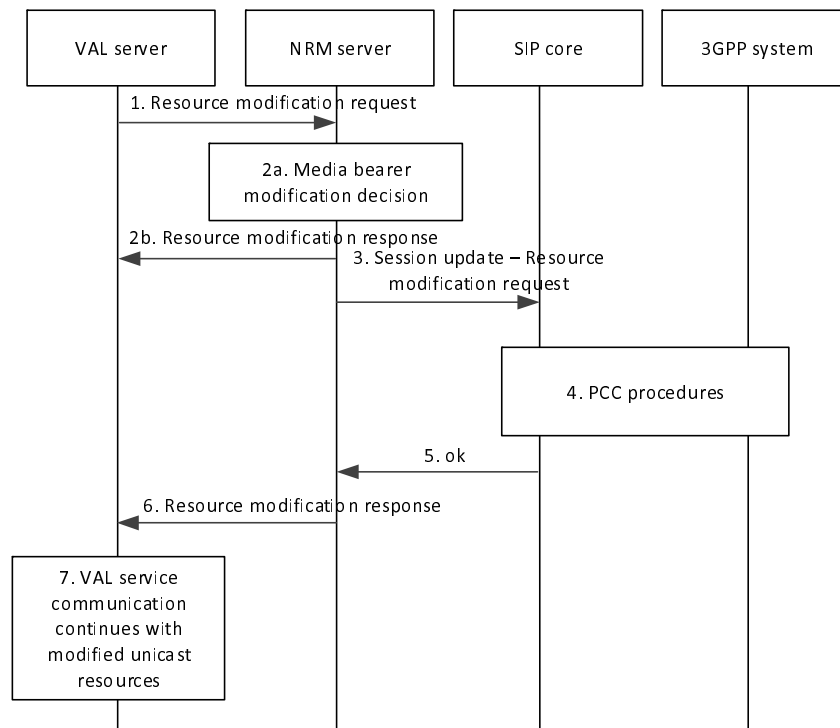 VAL server
NRM server
SIP core
3GPP system
1. Resource modification request
2a. Media bearer
modification decision
2b. Resource modification response
3. Session update – Resource
modification request
4. PCC procedures
5. ok
6. Resource modification response
7. VAL service
communication
continues with
modified unicast
resources